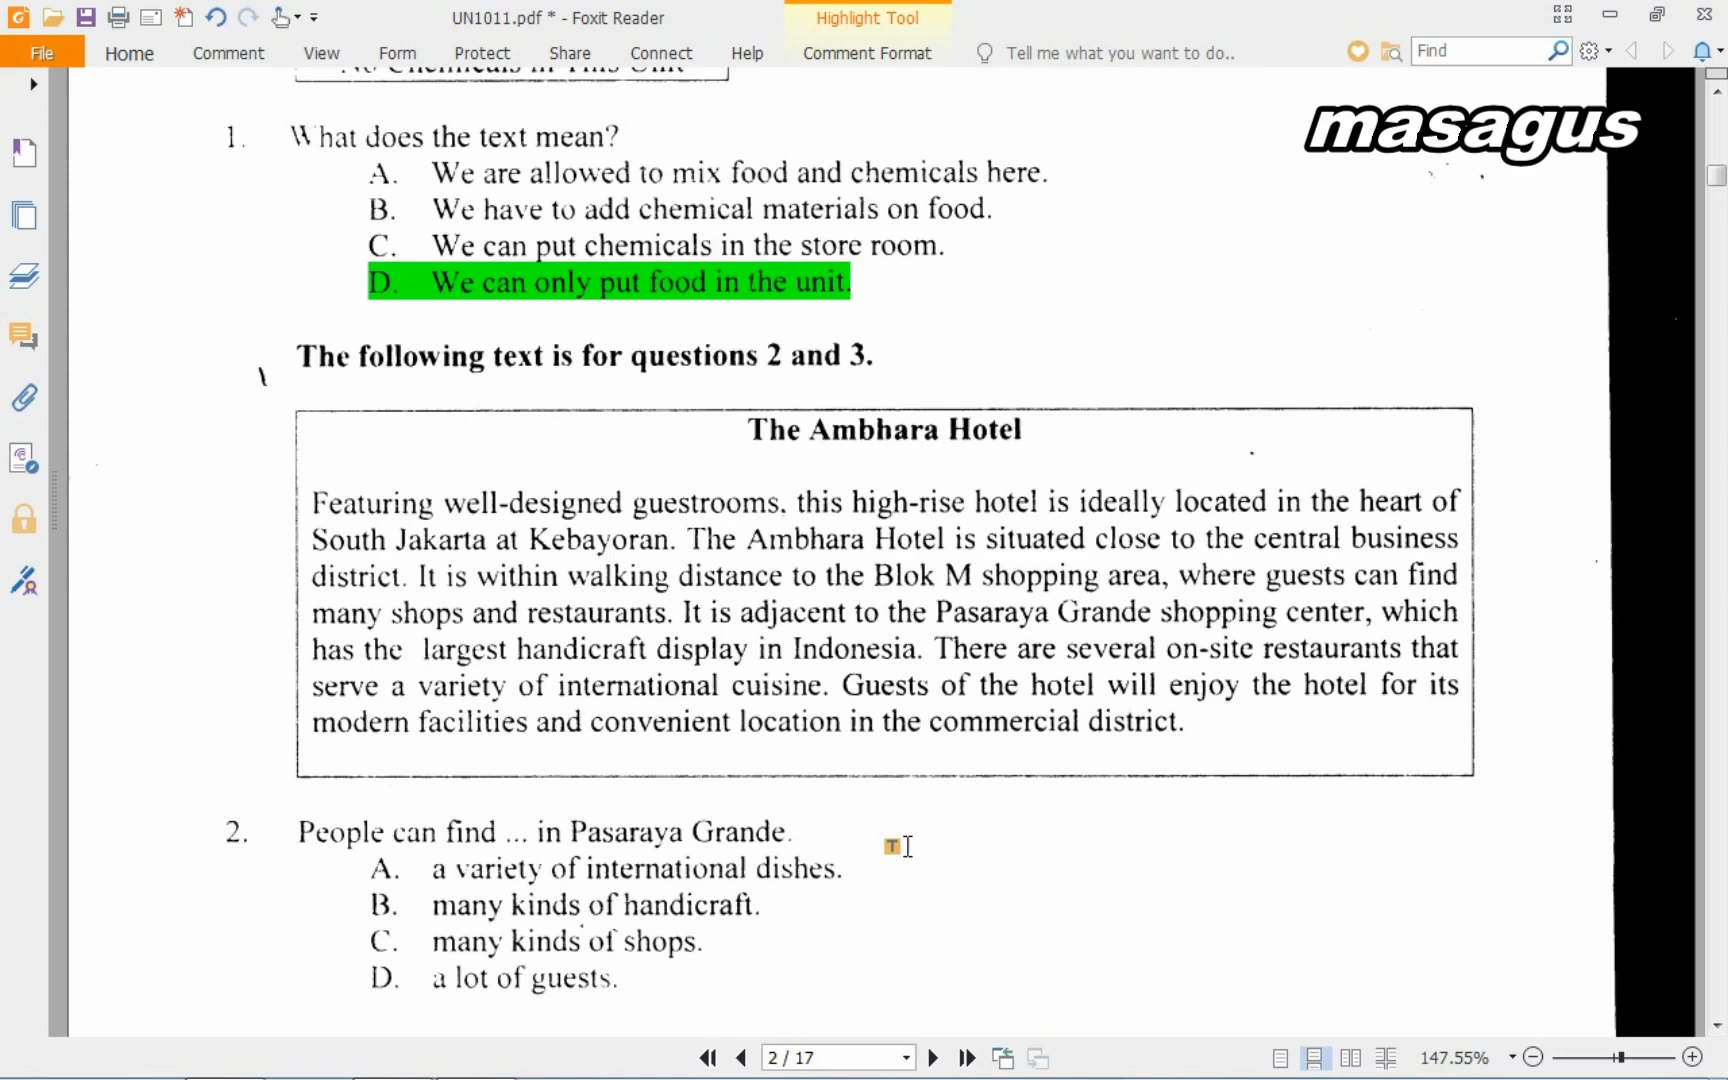 UN1011.pdf * - Foxit Reader
Highlight Tool
File
Home
Comment
View
Form
Protect
Share
Connect
Help
Comment Format
Tell me what you want to do..
Find
No Chemicals in This Unit
masagus
1. What does the text mean?
A. We are allowed to mix food and chemicals here.
B. We have to add chemical materials on food.
C. We can put chemicals in the store room.
D. We can only put food in the unit.
The following text is for questions 2 and 3.
The Ambhara Hotel
Featuring well-designed guestrooms, this high-rise hotel is ideally located in the heart of
South Jakarta at Kebayoran. The Ambhara Hotel is situated close to the central business
district. It is within walking distance to the Blok M shopping area, where guests can find
many shops and restaurants. It is adjacent to the Pasaraya Grande shopping center, which
has the largest handicraft display in Indonesia. There are several on-site restaurants that
serve a variety of international cuisine. Guests of the hotel will enjoy the hotel for its
modern facilities and convenient location in the commercial district.
2. People can find ... in Pasaraya Grande.
A. a variety of international dishes.
B. many kinds of handicraft.
C. many kinds of shops.
D. a lot of guests.
2 / 17
147.55%